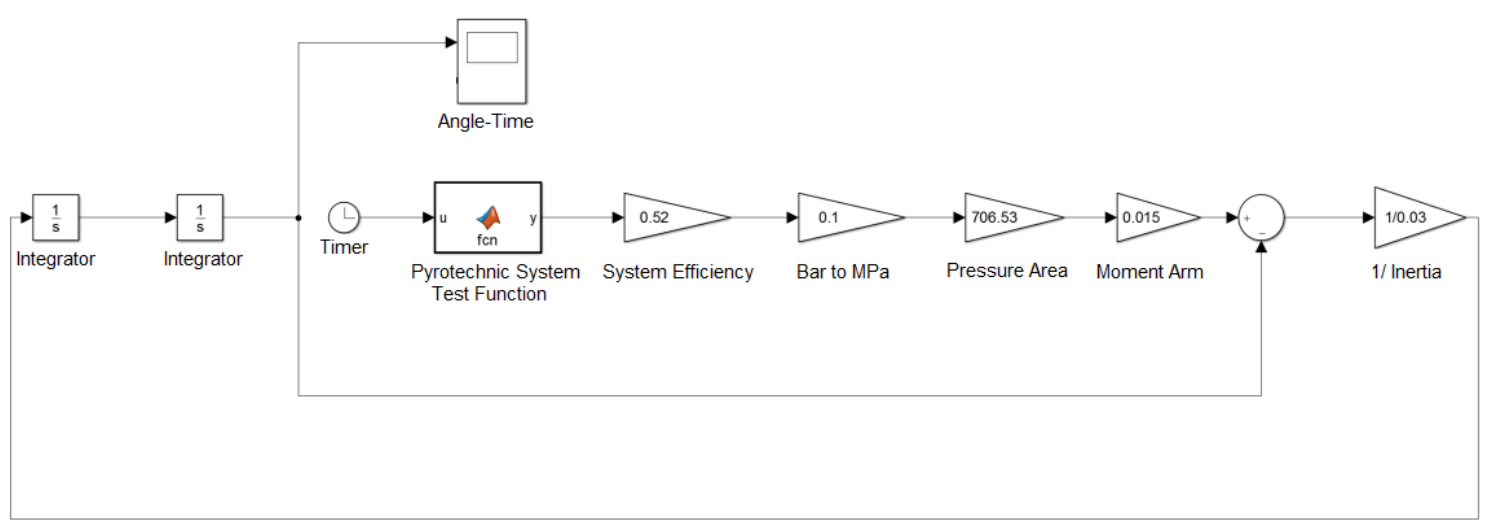 Angle-Time
1
s
Integrator
1
s
Integrator
Timer
u
fcn
y
Pyrotechnic System
Test Function
0.52
System Efficiency
0.1
Bar to MPa
706.53
Pressure Area
0.015
Moment Arm
+
−
1/0.03
1/ Inertia